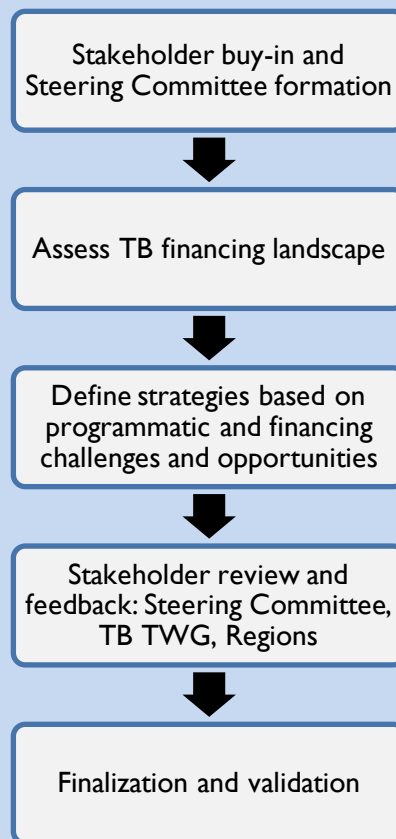 Stakeholder buy-in and
Steering Committee formation
Assess TB financing landscape
Define strategies based on
programmatic and financing
challenges and opportunities
Stakeholder review and
feedback: Steering Committee,
TB TWG, Regions
Finalization and validation